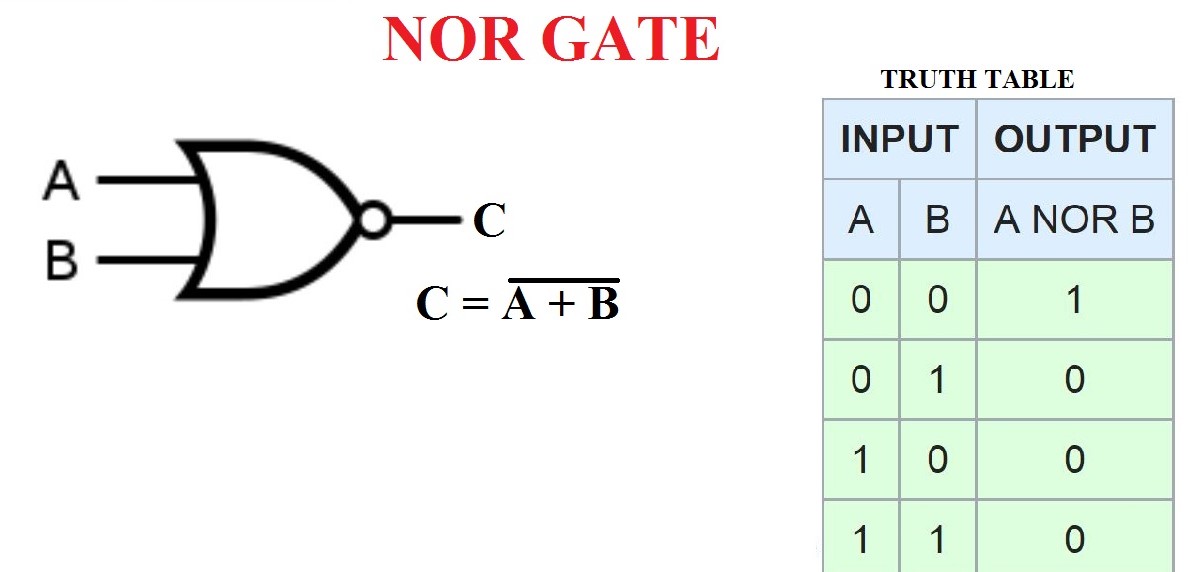 NOR GATE
A
B
C
C = A̅ ̅+̅ ̅B̅
TRUTH TABLE
INPUT OUTPUT
A B A NOR B
0 0 1
0 1 0
1 0 0
1 1 0